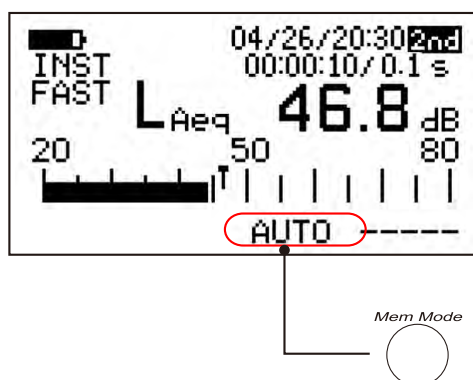 04/26/20:30 2nd
INST 00:00:10/ 0.1 s
FAST LAeq 46.8 dB
20 50 80
AUTO -----
Mem Mode